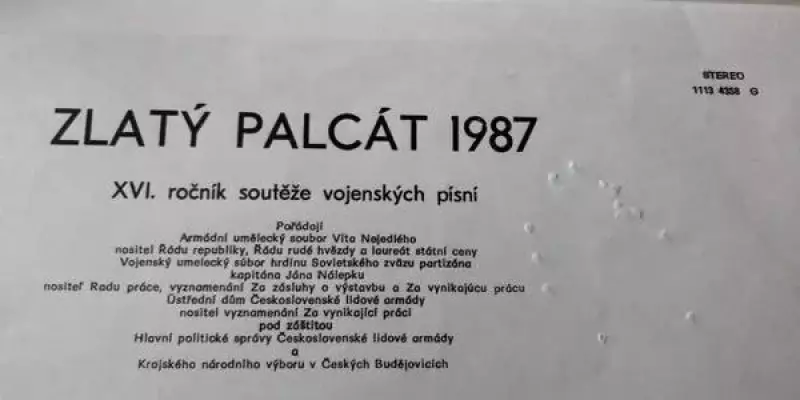 STEREO
1113 4358 G
ZLATÝ PALCÁT 1987
XVI. ročník soutěže vojenských písní
Pořádají
Armádní umělecký soubor Víta Nejedlého
nositel Řádu republiky, Řádu rudé hvězdy a laureát státní ceny
Vojenský umelecký súbor hrdinu Sovietského zväzu partizána
kapitána Jána Nálepku
nositeľ Radu práce, vyznamenání Za zásluhy o výstavbu a Za vynikajúcu prácu
Ústřední dům Československé lidové armády
nositel vyznamenání Za vynikající práci
pod záštitou
Hlavní politické správy Československé lidové armády
a
Krajského národního výboru v Českých Budějovicích